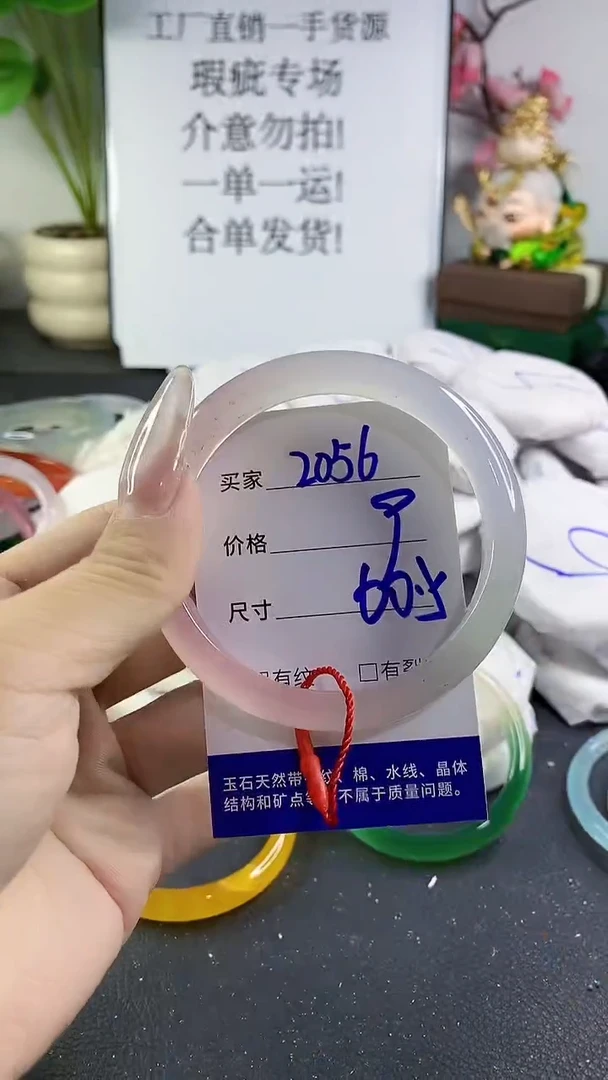 工厂直销一手货源
瑕疵专场
介意勿拍!
一单一运!
合单发货!
买家 2056
价格
尺寸
有纹 □有裂
玉石天然带 纹、棉、水线、晶体
结构和矿点等 不属于质量问题。